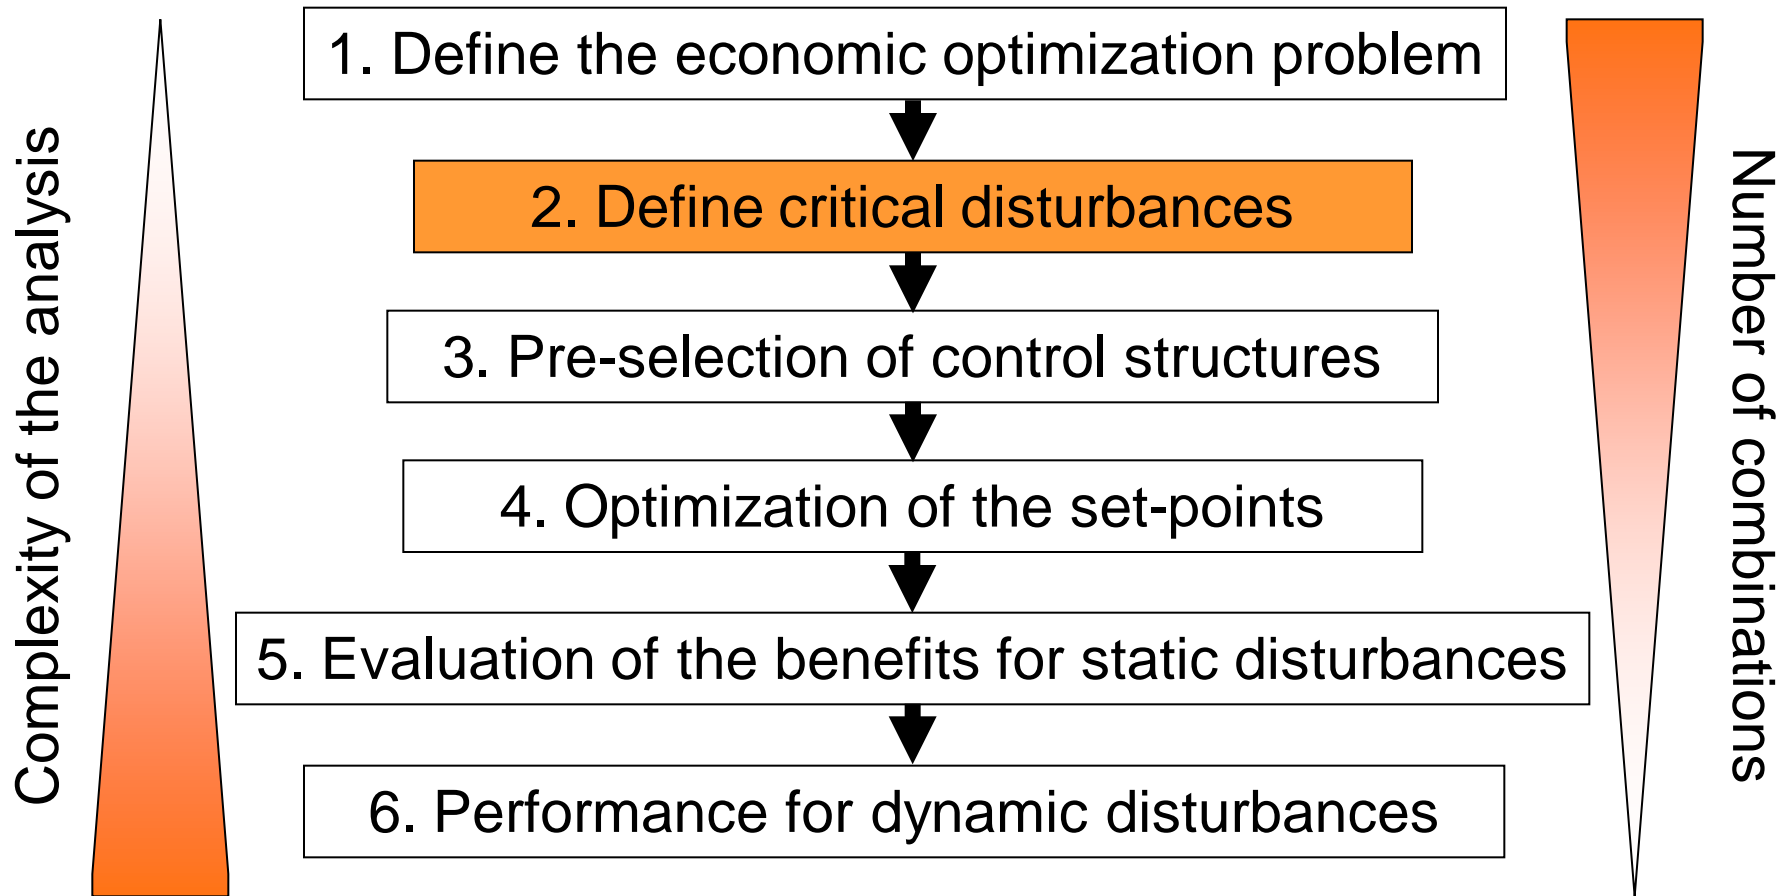 1. Define the economic optimization problem
2. Define critical disturbances
3. Pre-selection of control structures
4. Optimization of the set-points
5. Evaluation of the benefits for static disturbances
6. Performance for dynamic disturbances
Complexity of the analysis
Number of combinations